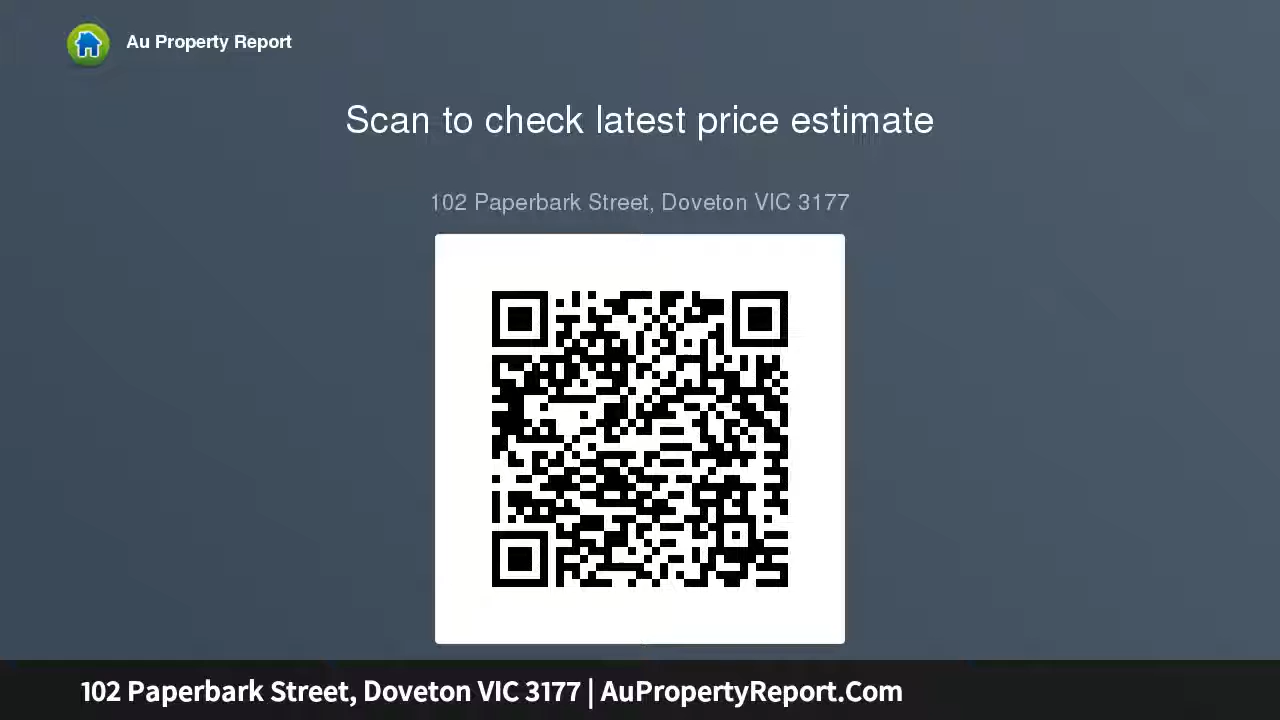 Au Property Report
Scan to check latest price estimate
102 Paperbark Street, Doveton VIC 3177
102 Paperbark Street, Doveton VIC 3177 | AuPropertyReport.Com